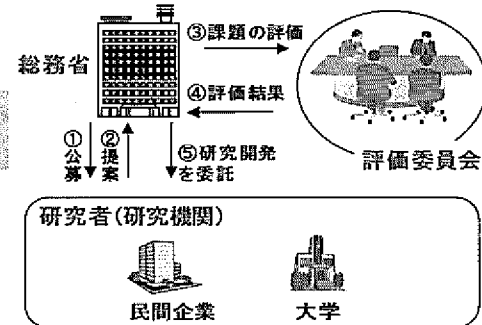 ③課題の評価
総務省
④評価結果
①公募
②提案
⑤研究開発
を委託
評価委員会
研究者(研究機関)
民間企業
大学